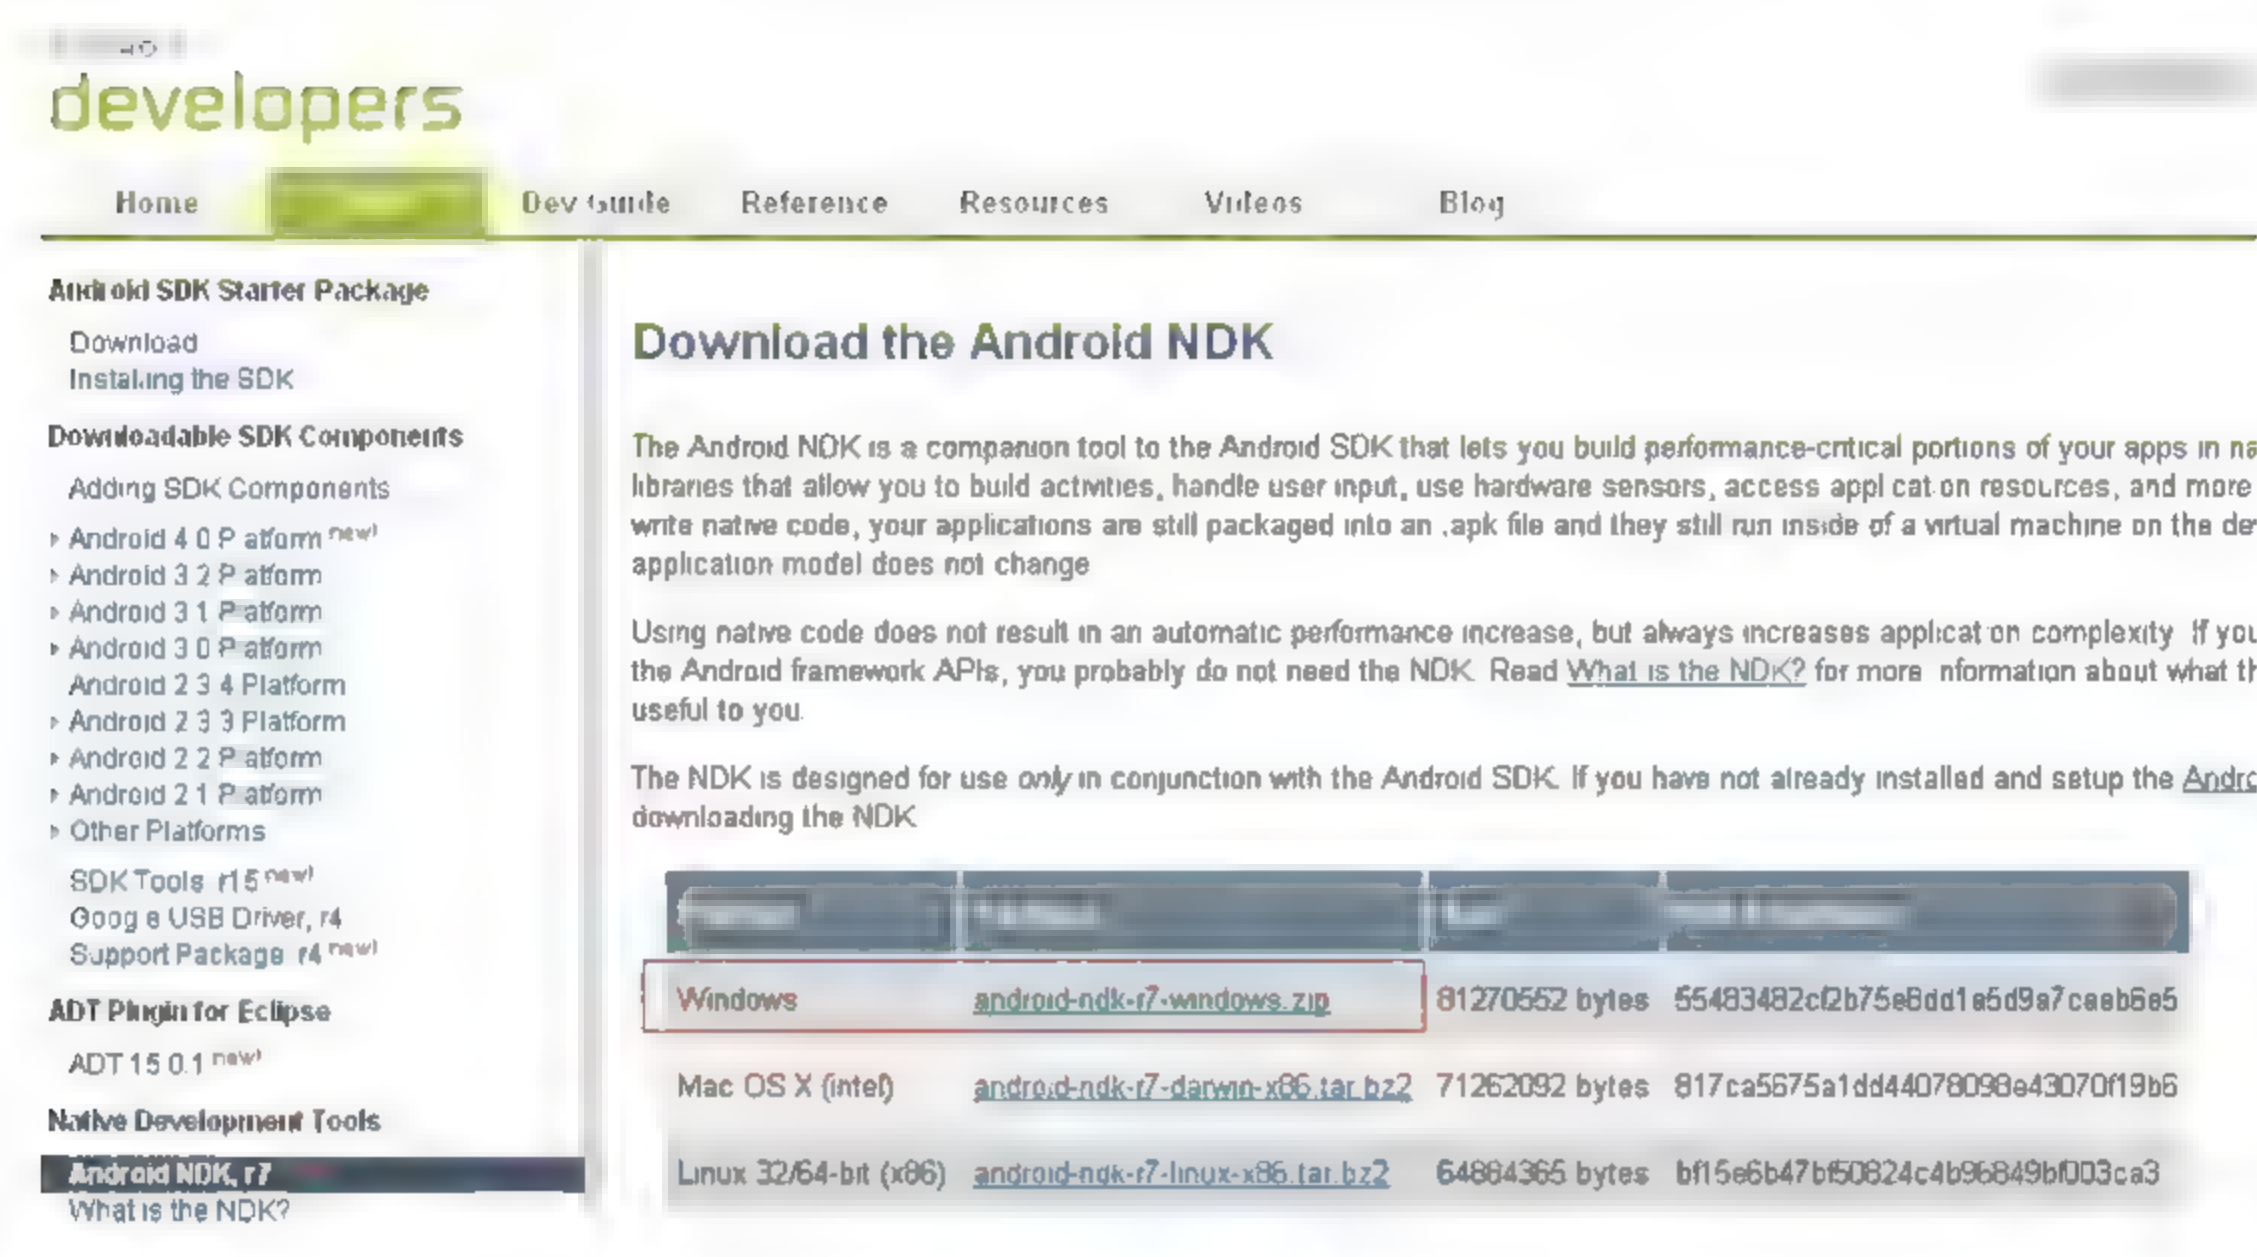 developers
Home Dev Guide Reference Resources Videos Blog
Android SDK Starter Package
Download
Installing the SDK
Downloadable SDK Components
Adding SDK Components
Android 4.0 Platform new!
Android 3.2 Platform
Android 3.1 Platform
Android 3.0 Platform
Android 2.3.4 Platform
Android 2.3.3 Platform
Android 2.2 Platform
Android 2.1 Platform
Other Platforms
SDK Tools, r15 new!
Google USB Driver, r4
Support Package, r4 new!
ADT Plugin for Eclipse
ADT 15.0.1 new!
Native Development Tools
Android NDK, r7
What is the NDK?
Download the Android NDK
The Android NDK is a companion tool to the Android SDK that lets you build performance-critical portions of your apps in na
libraries that allow you to build activities, handle user input, use hardware sensors, access application resources, and more
write native code, your applications are still packaged into an .apk file and they still run inside of a virtual machine on the de
application model does not change.
Using native code does not result in an automatic performance increase, but always increases application complexity. If you
the Android framework APIs, you probably do not need the NDK. Read What is the NDK? for more information about what th
useful to you.
The NDK is designed for use only in conjunction with the Android SDK. If you have not already installed and setup the Andro
downloading the NDK.
Windows android-ndk-r7-windows.zip 81270552 bytes 55483482cf2b75e8dd1a5d9a7caeb6e5
Mac OS X (intel) android-ndk-r7-darwin-x86.tar.bz2 71262092 bytes 817ca5675a1dd44078098e43070f19b6
Linux 32/64-bit (x86) android-ndk-r7-linux-x86.tar.bz2 64884365 bytes bf15e6b47bf50824c4b96849bf003ca3